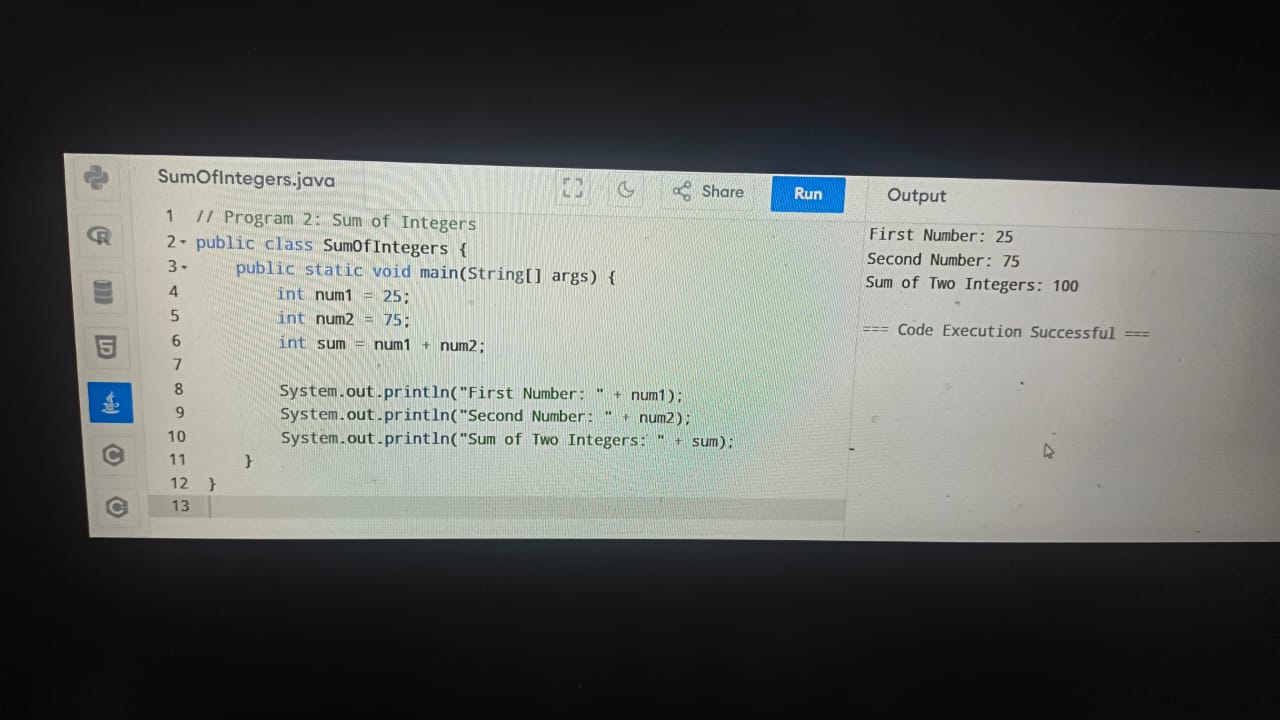 SumOfIntegers.java
Share
Run
Output
1 // Program 2: Sum of Integers
2 public class SumOfIntegers {
3     public static void main(String[] args) {
4         int num1 = 25;
5         int num2 = 75;
6         int sum = num1 + num2;
7
8         System.out.println("First Number: " + num1);
9         System.out.println("Second Number: " + num2);
10         System.out.println("Sum of Two Integers: " + sum);
11     }
12 }
13
First Number: 25
Second Number: 75
Sum of Two Integers: 100
=== Code Execution Successful ===